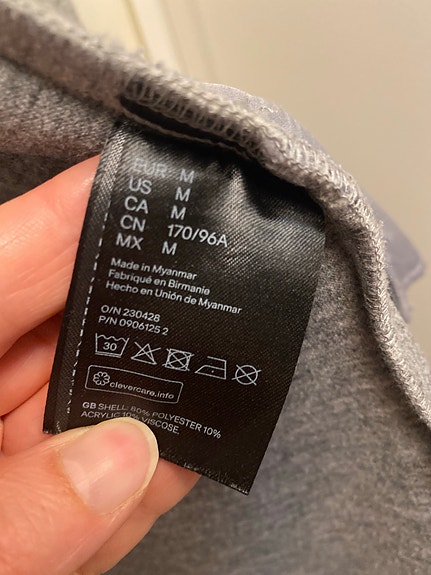 EUR M
US M
CA M
CN 170/96A
MX M
Made in Myanmar
Fabriqué en Birmanie
Hecho en Unión de Myanmar
O/N 230428
P/N 0906125 2
30
clevercare.info
GB SHELL: 80% POLYESTER 10%
ACRYLIC 10% VISCOSE.